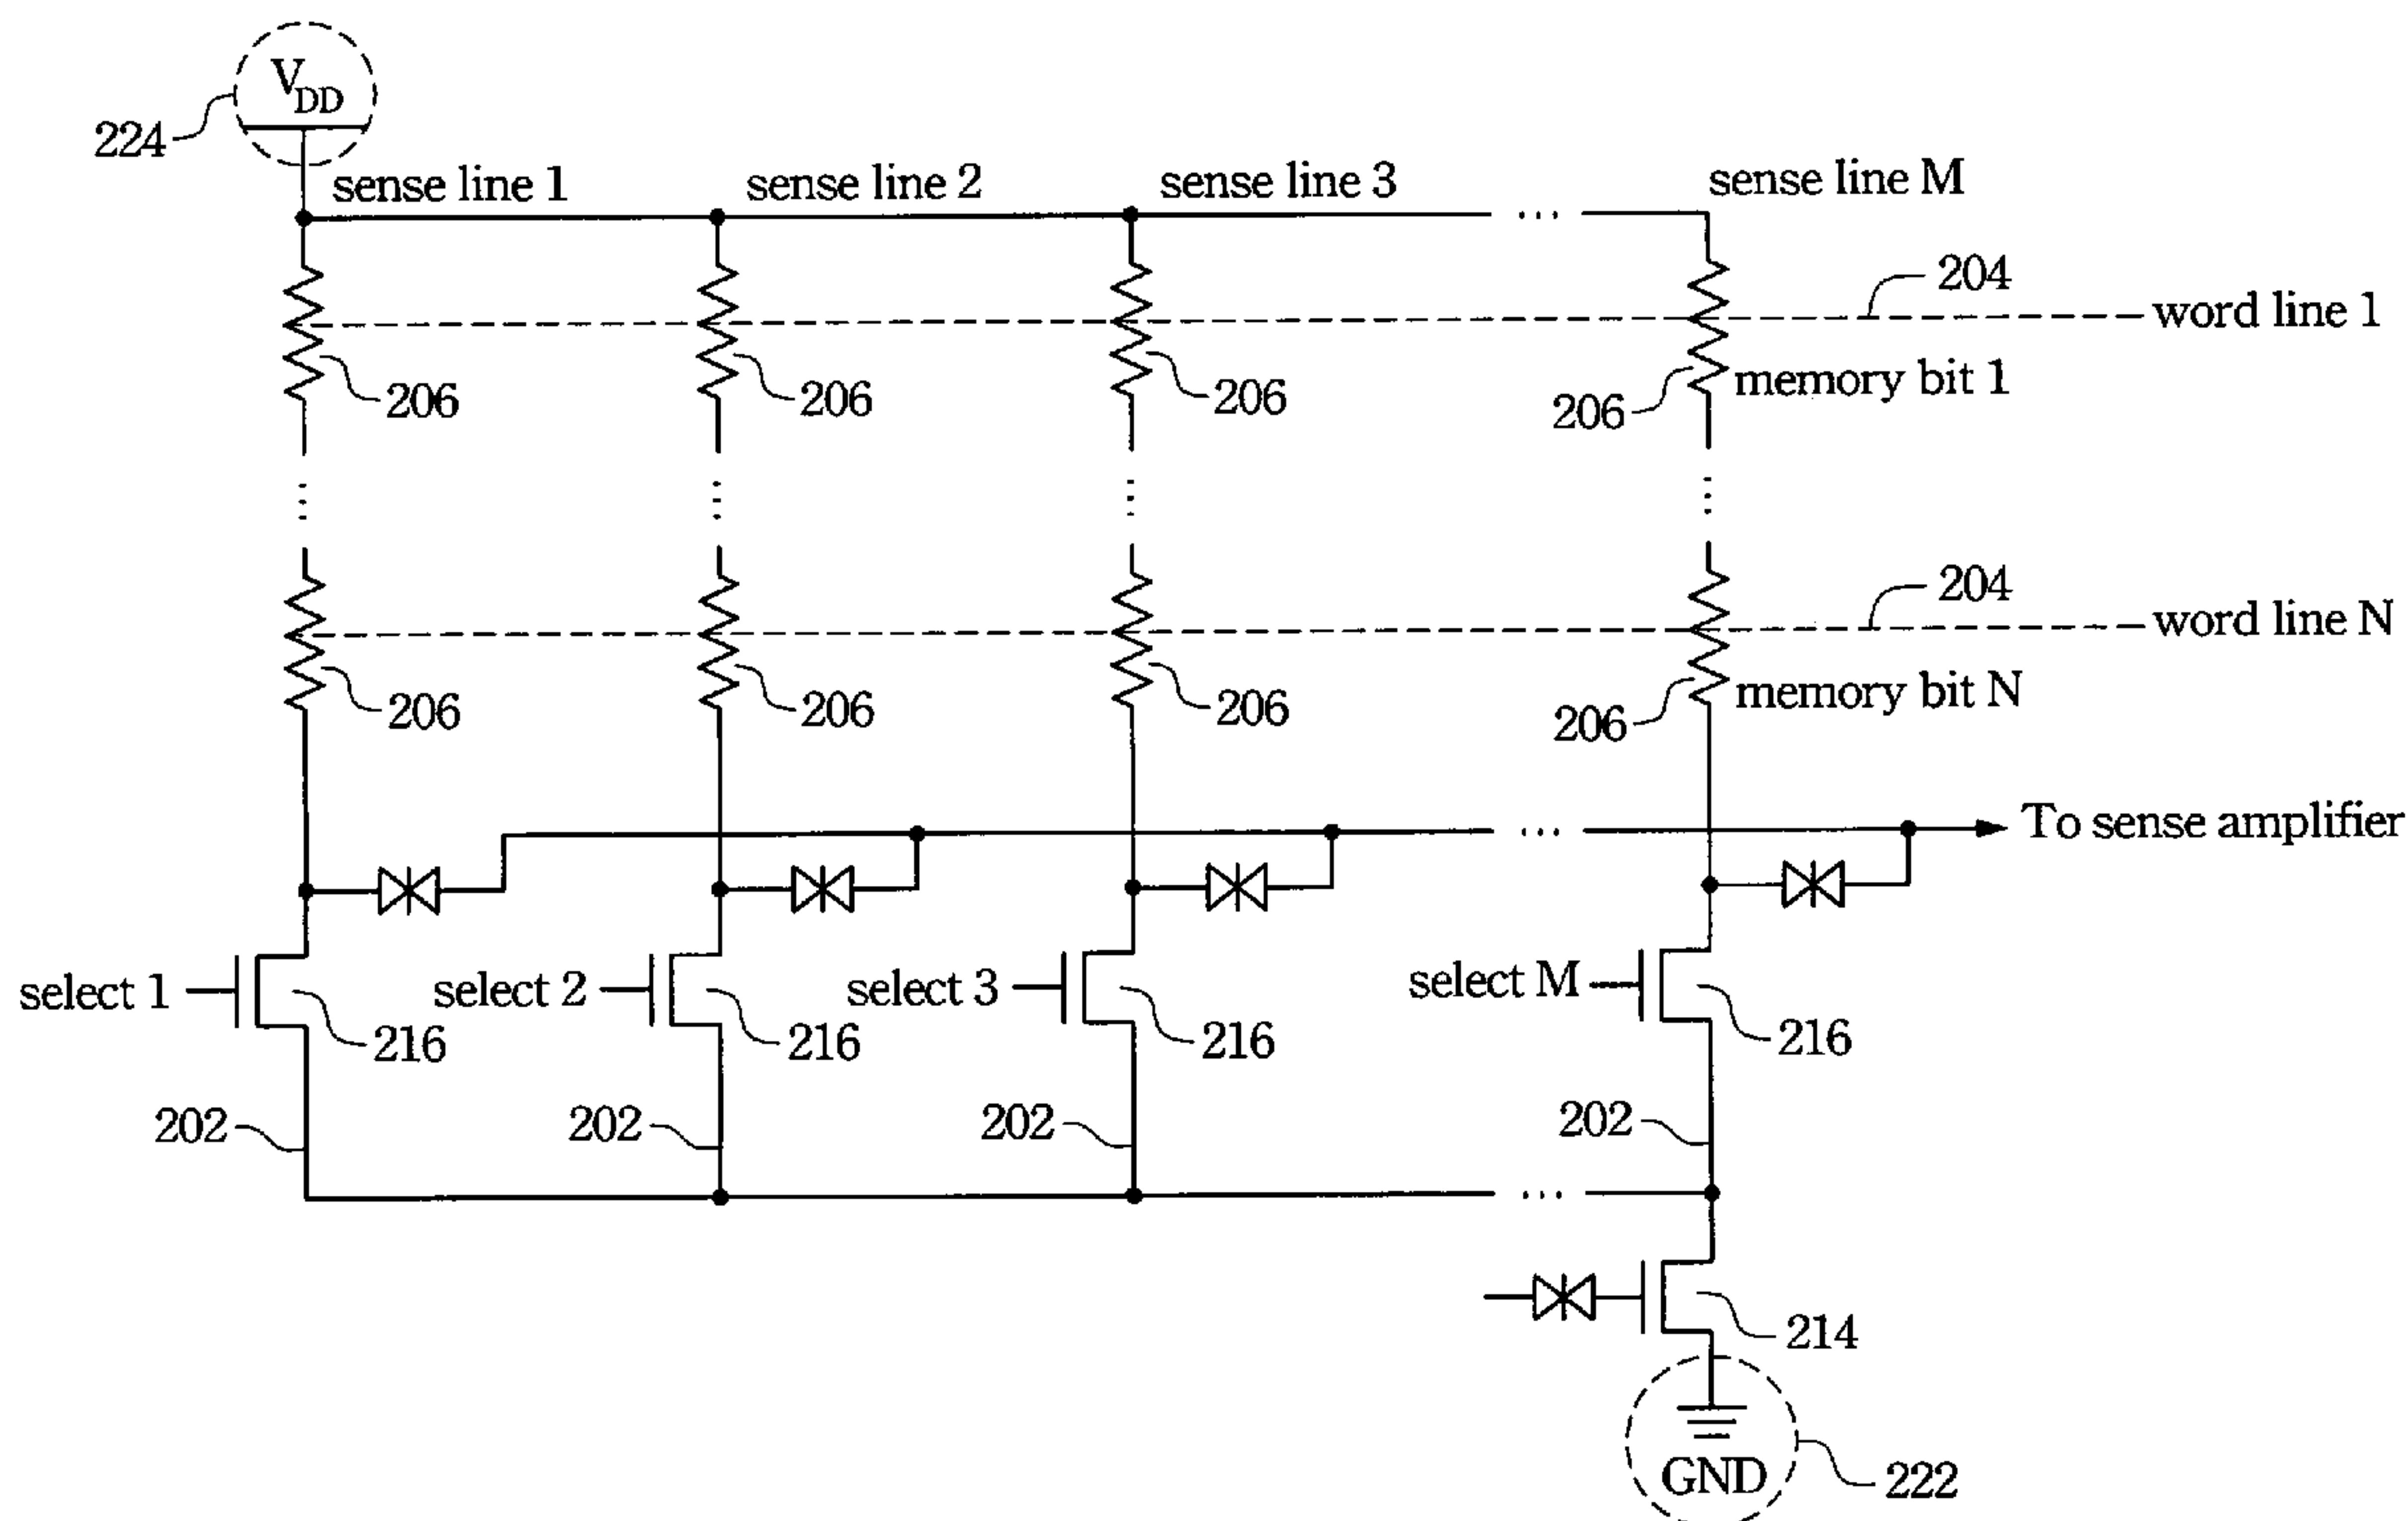 V_DD
224
sense line 1 sense line 2 sense line 3 sense line M
204
word line 1
206 206 206 206 memory bit 1
...
204
word line N
206 206 206 206 memory bit N
... To sense amplifier
select 1 select 2 select 3 select M
216 216 216 216
202 202 202 202
...
214
GND
222